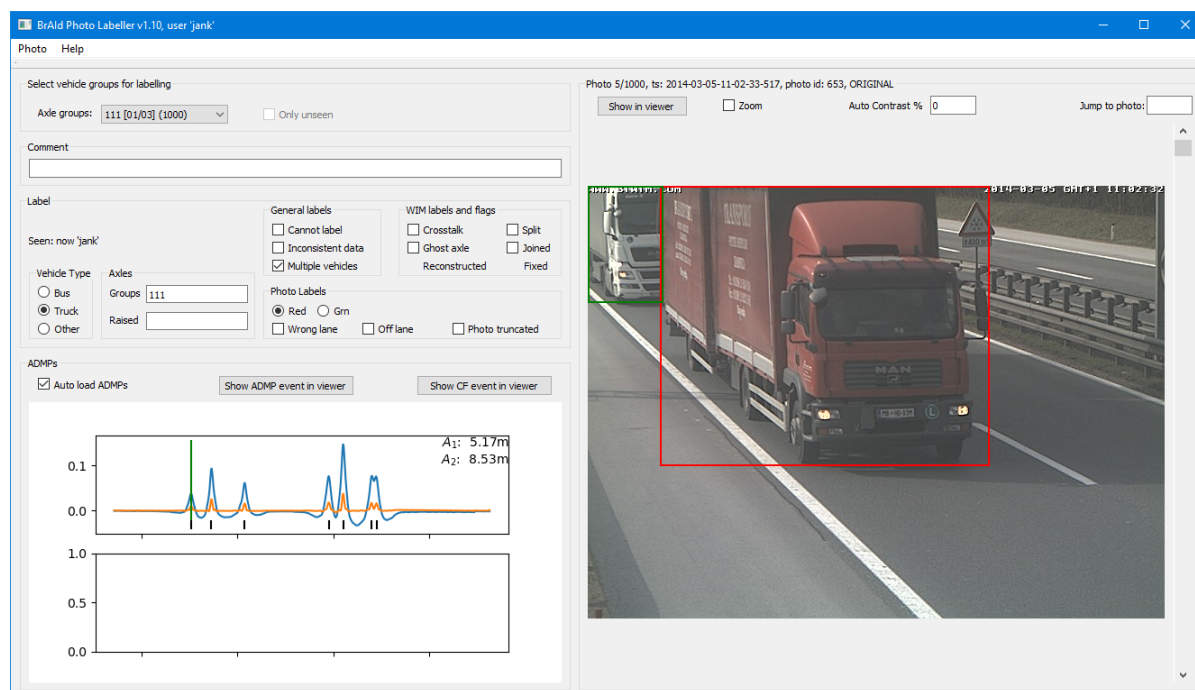 BrAId Photo Labeller v1.10, user 'jank'
Photo Help
Select vehicle groups for labelling
Axle groups: 111 [01/03] (1000) Only unseen
Comment
Label
Seen: now 'jank'
Vehicle Type
Bus
Truck
Other
Axles
Groups 111
Raised
General labels
Cannot label
Inconsistent data
Multiple vehicles
WIM labels and flags
Crosstalk Split
Ghost axle Joined
Reconstructed Fixed
Photo Labels
Red Grn
Wrong lane Off lane Photo truncated
ADMPs
Auto load ADMPs Show ADMP event in viewer Show CF event in viewer
A1: 5.17m
A2: 8.53m
0.1
0.0
1.0
0.5
0.0
Photo 5/1000, ts: 2014-03-05-11-02-33-517, photo id: 653, ORIGINAL
Show in viewer Zoom Auto Contrast % 0 Jump to photo:
2014-03-05 GMT+1 11:02:32
TRANSPORT
MAN
L